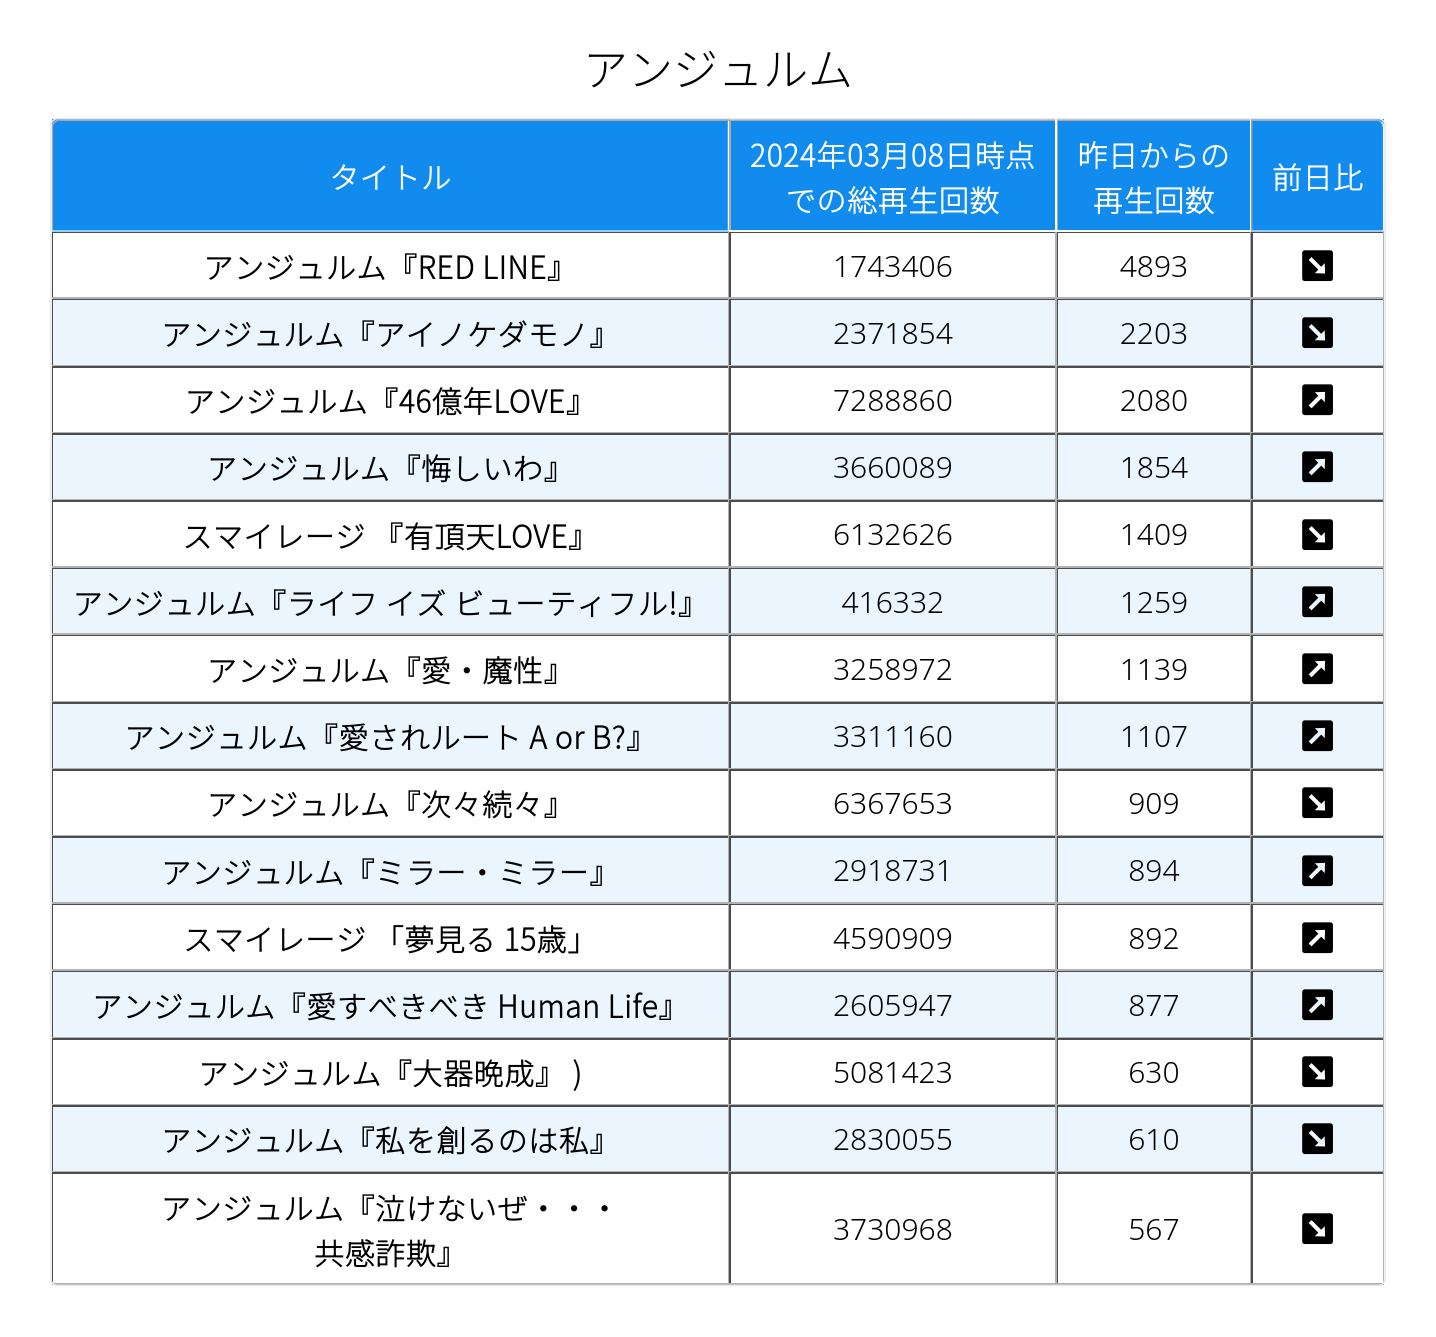 アンジュルム
タイトル
2024年03月08日時点
での総再生回数
昨日からの
再生回数
前日比
アンジュルム『RED LINE』 1743406 4893
アンジュルム『アイノケダモノ』 2371854 2203
アンジュルム『46億年LOVE』 7288860 2080
アンジュルム『悔しいわ』 3660089 1854
スマイレージ 『有頂天LOVE』 6132626 1409
アンジュルム『ライフ イズ ビューティフル!』 416332 1259
アンジュルム『愛・魔性』 3258972 1139
アンジュルム『愛されルート A or B?』 3311160 1107
アンジュルム『次々続々』 6367653 909
アンジュルム『ミラー・ミラー』 2918731 894
スマイレージ 「夢見る 15歳」 4590909 892
アンジュルム『愛すべきべき Human Life』 2605947 877
アンジュルム『大器晩成』 ) 5081423 630
アンジュルム『私を創るのは私』 2830055 610
アンジュルム『泣けないぜ・・・
共感詐欺』 3730968 567